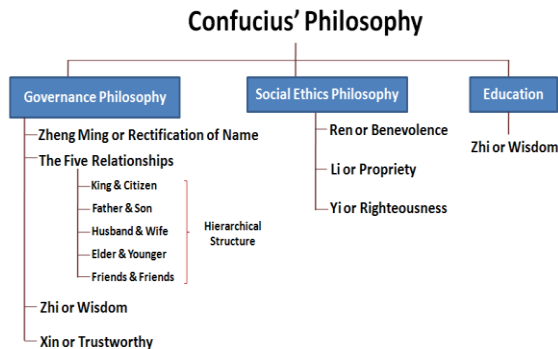 Confucius’ Philosophy
Governance Philosophy
Zheng Ming or Rectification of Name
The Five Relationships
King & Citizen
Father & Son
Husband & Wife
Elder & Younger
Friends & Friends
Hierarchical
Structure
Zhi or Wisdom
Xin or Trustworthy
Social Ethics Philosophy
Ren or Benevolence
Li or Propriety
Yi or Righteousness
Education
Zhi or Wisdom